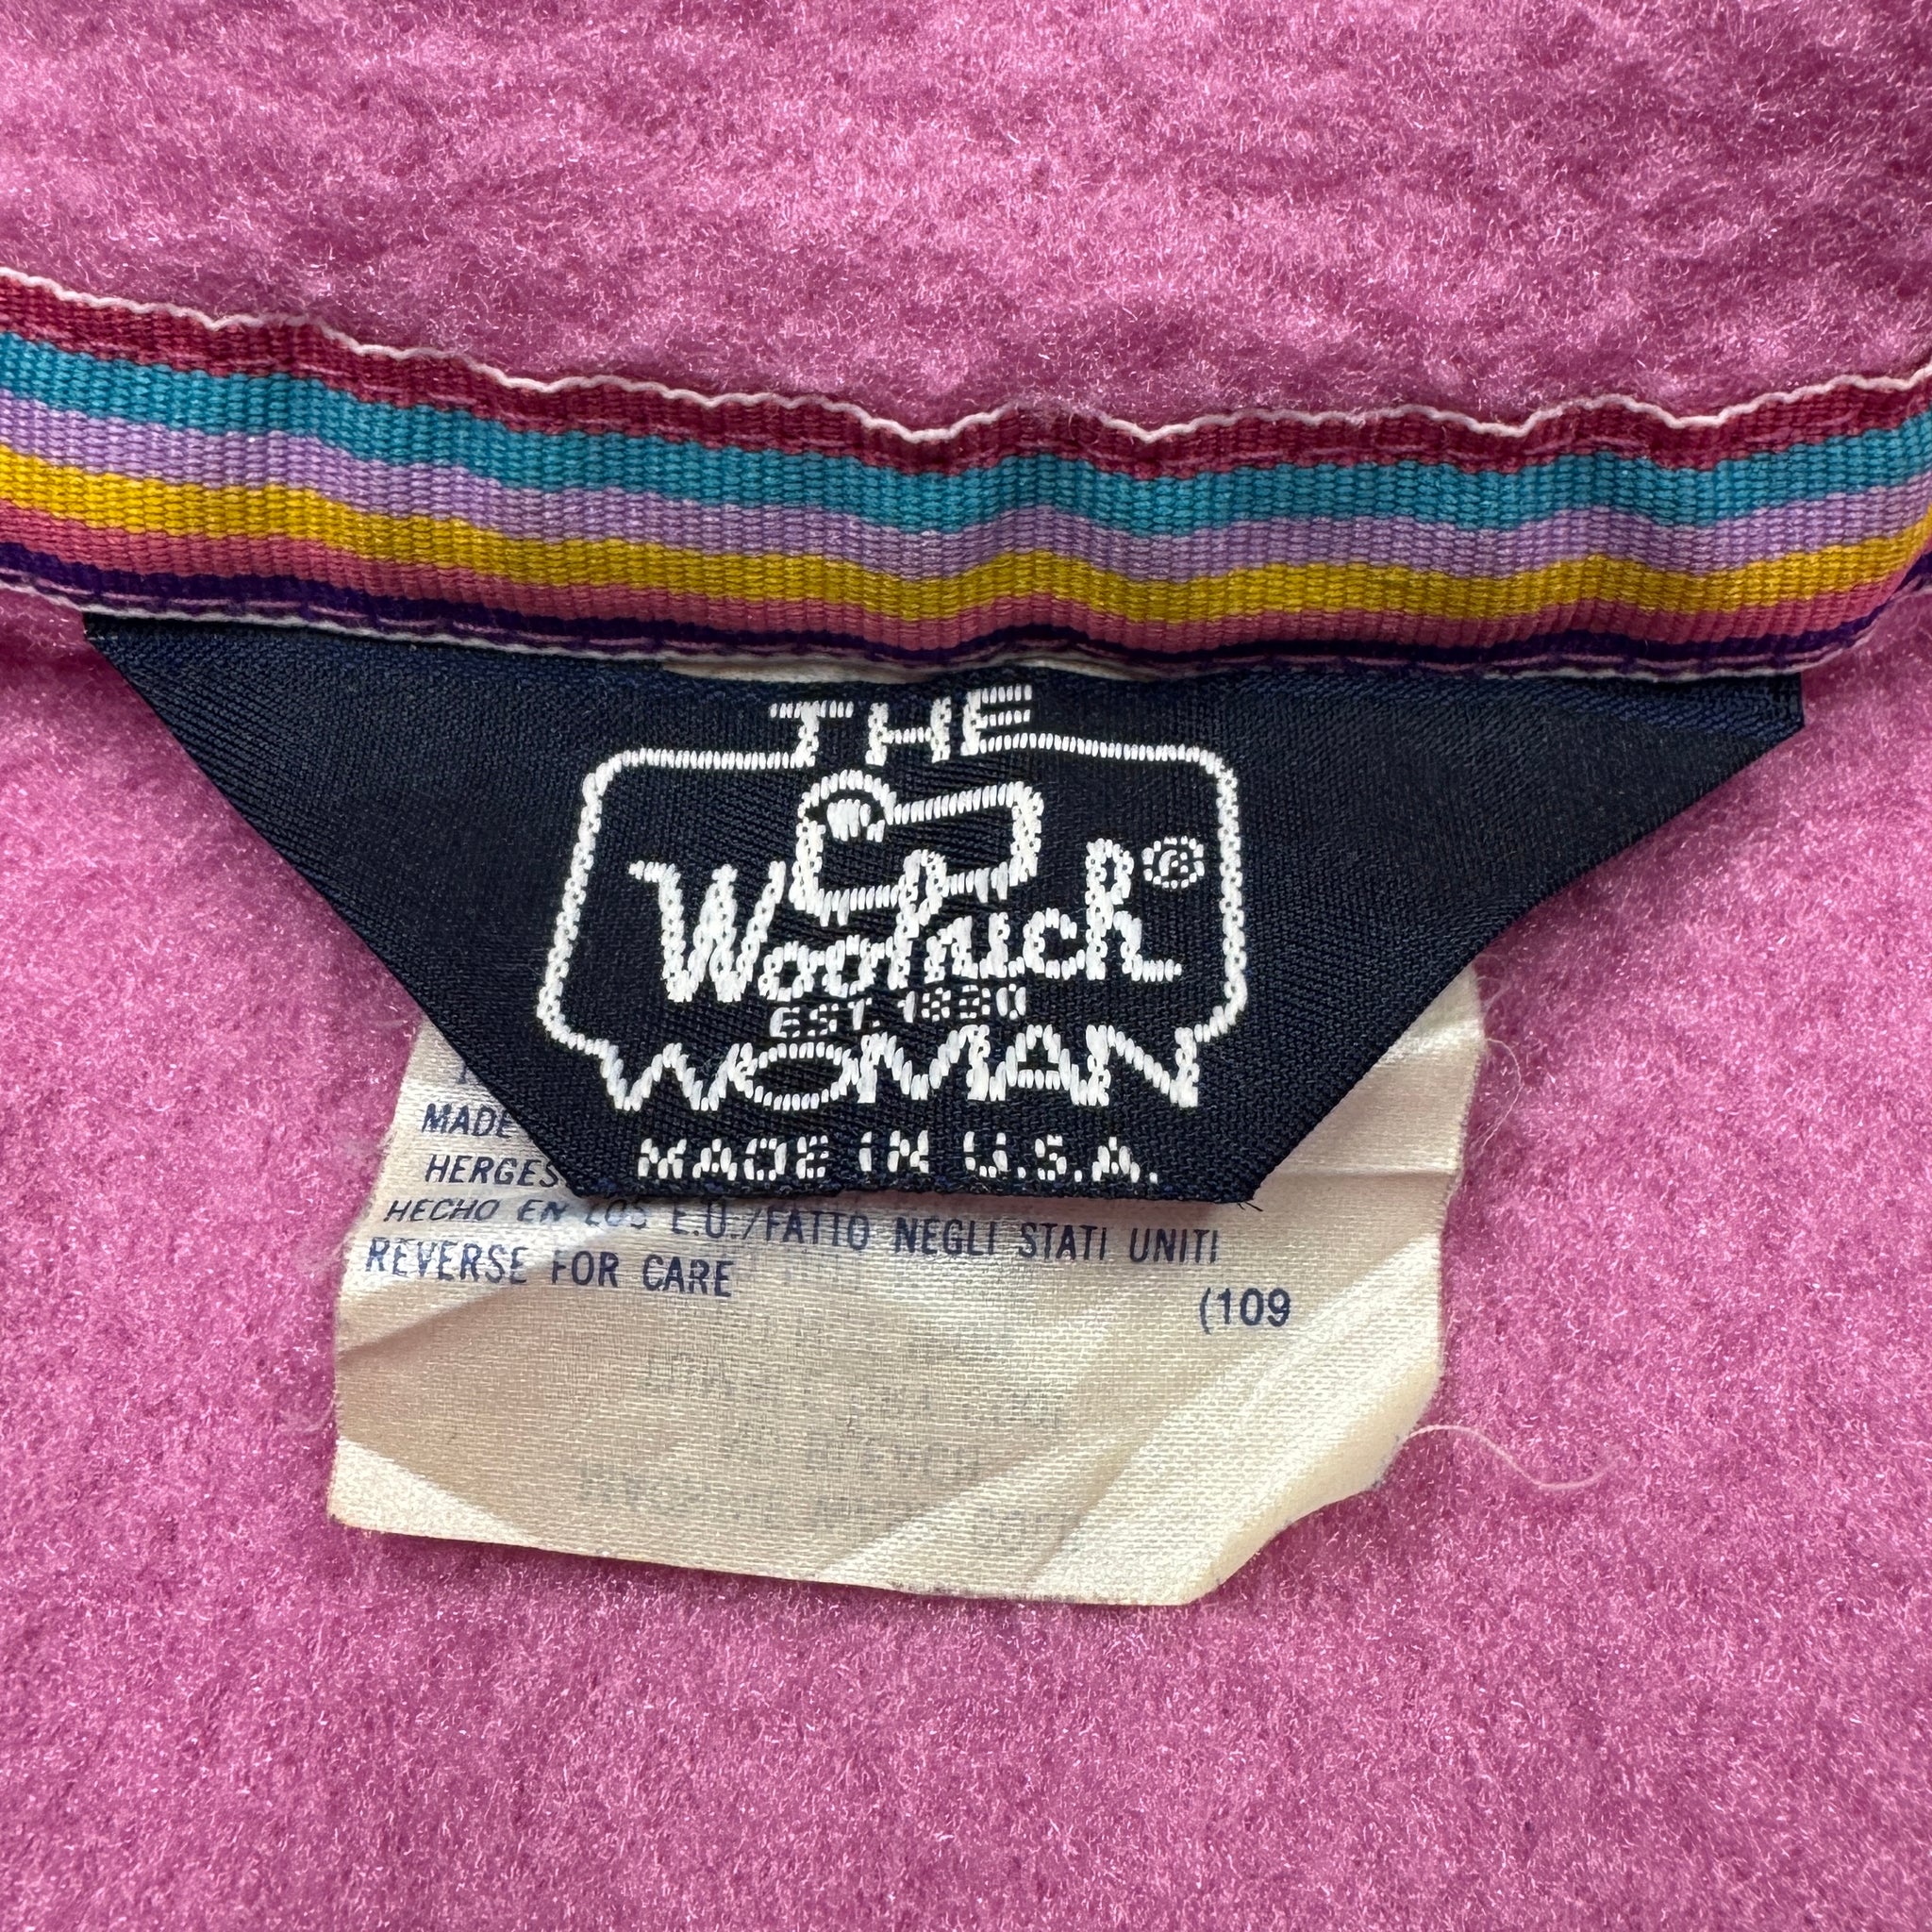 THE
Woolrich®
EST. 1830
WOMAN
MADE IN U.S.A.
MADE
HERGES
HECHO EN LOS E.U./FATTO NEGLI STATI UNITI
REVERSE FOR CARE
(109